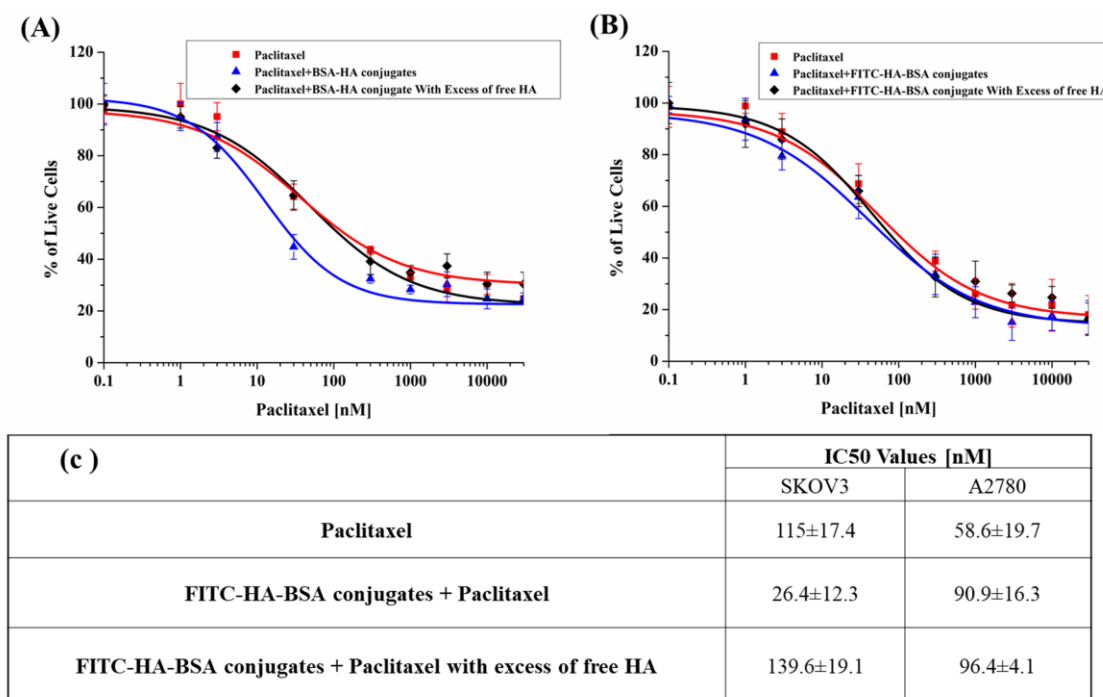 (A)
Paclitaxel
Paclitaxel+BSA-HA conjugates
Paclitaxel+BSA-HA conjugate With Excess of free HA
120
100
80
60
40
20
0
% of Live Cells
0.1 1 10 100 1000 10000
Paclitaxel [nM]
(B)
Paclitaxel
Paclitaxel+FITC-HA-BSA conjugates
Paclitaxel+FITC-HA-BSA conjugate With Excess of free HA
120
100
80
60
40
20
0
% of Live Cells
0.1 1 10 100 1000 10000
Paclitaxel [nM]
(c )
IC50 Values [nM]
SKOV3 A2780
Paclitaxel 115±17.4 58.6±19.7
FITC-HA-BSA conjugates + Paclitaxel 26.4±12.3 90.9±16.3
FITC-HA-BSA conjugates + Paclitaxel with excess of free HA 139.6±19.1 96.4±4.1